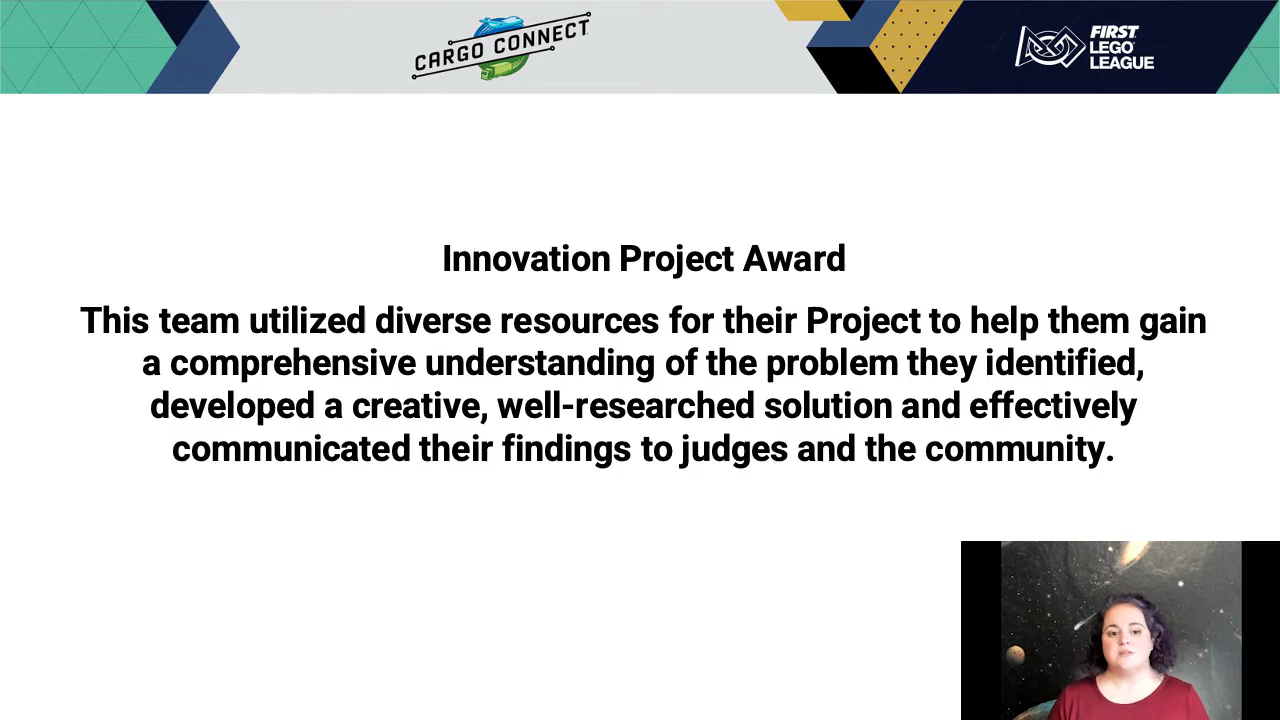 CARGO CONNECT
FIRST
LEGO
LEAGUE
Innovation Project Award
This team utilized diverse resources for their Project to help them gain
a comprehensive understanding of the problem they identified,
developed a creative, well-researched solution and effectively
communicated their findings to judges and the community.